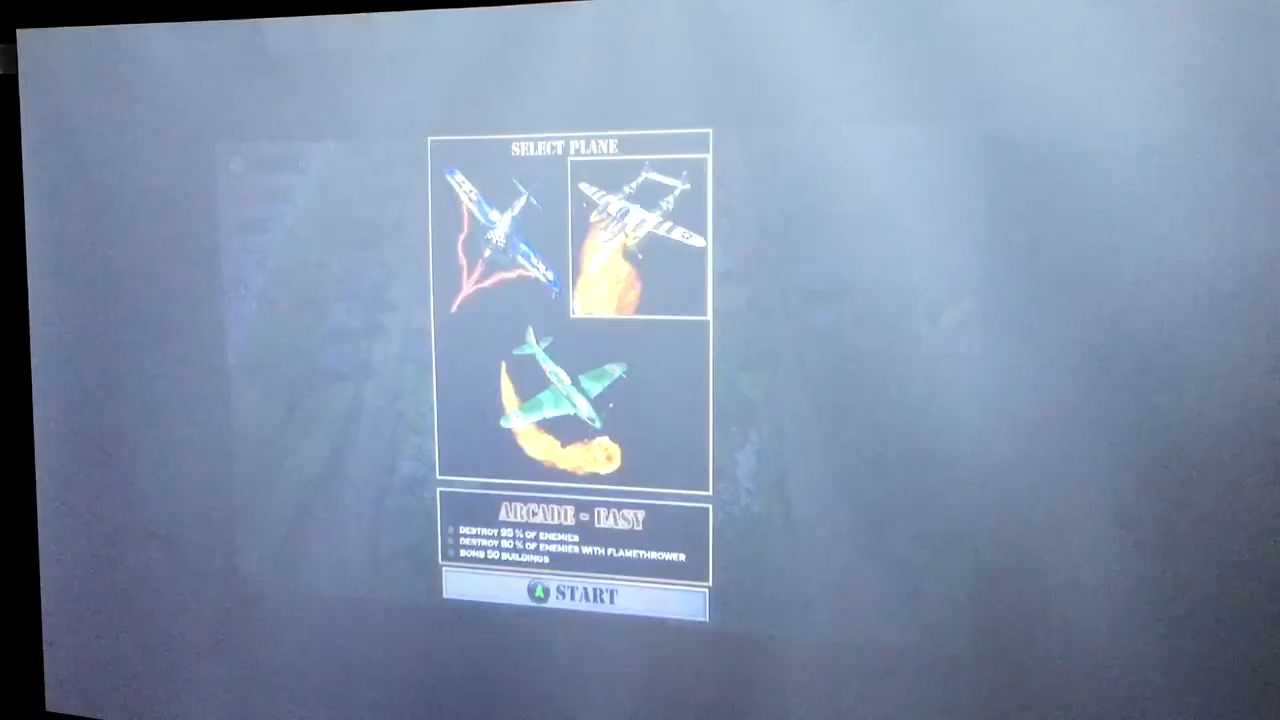 SELECT PLANE
ARCADE - EASY
DESTROY 95% OF ENEMIES
DESTROY 80% OF ENEMIES WITH FLAMETHROWER
BOMB 50 BUILDINGS
A START